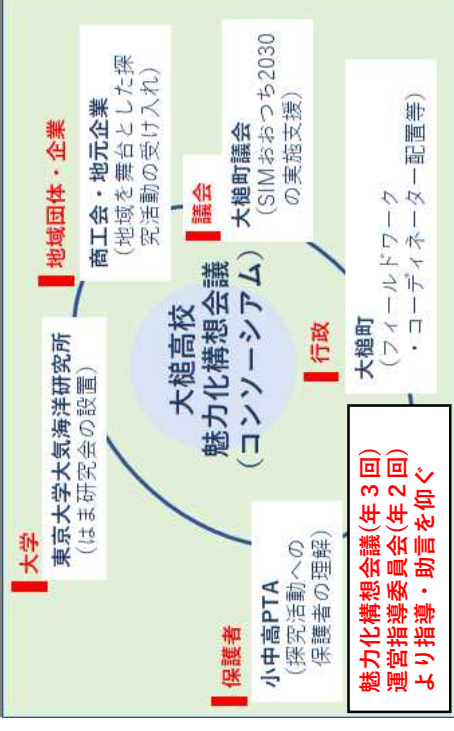 大学
東京大学大気海洋研究所
(はま研究会の設置)
地域団体・企業
商工会・地元企業
(地域を舞台とした探
究活動の受け入れ)
大槌高校
魅力化構想会議
(コンソーシアム)
議会
大槌町議会
(SIMおおつち2030
の実施支援)
保護者
小中高PTA
(探究活動への
保護者の理解)
行政
大槌町
(フィールドワーク
・コーディネーター配置等)
魅力化構想会議(年3回)
運営指導委員会(年2回)
より指導・助言を仰ぐ